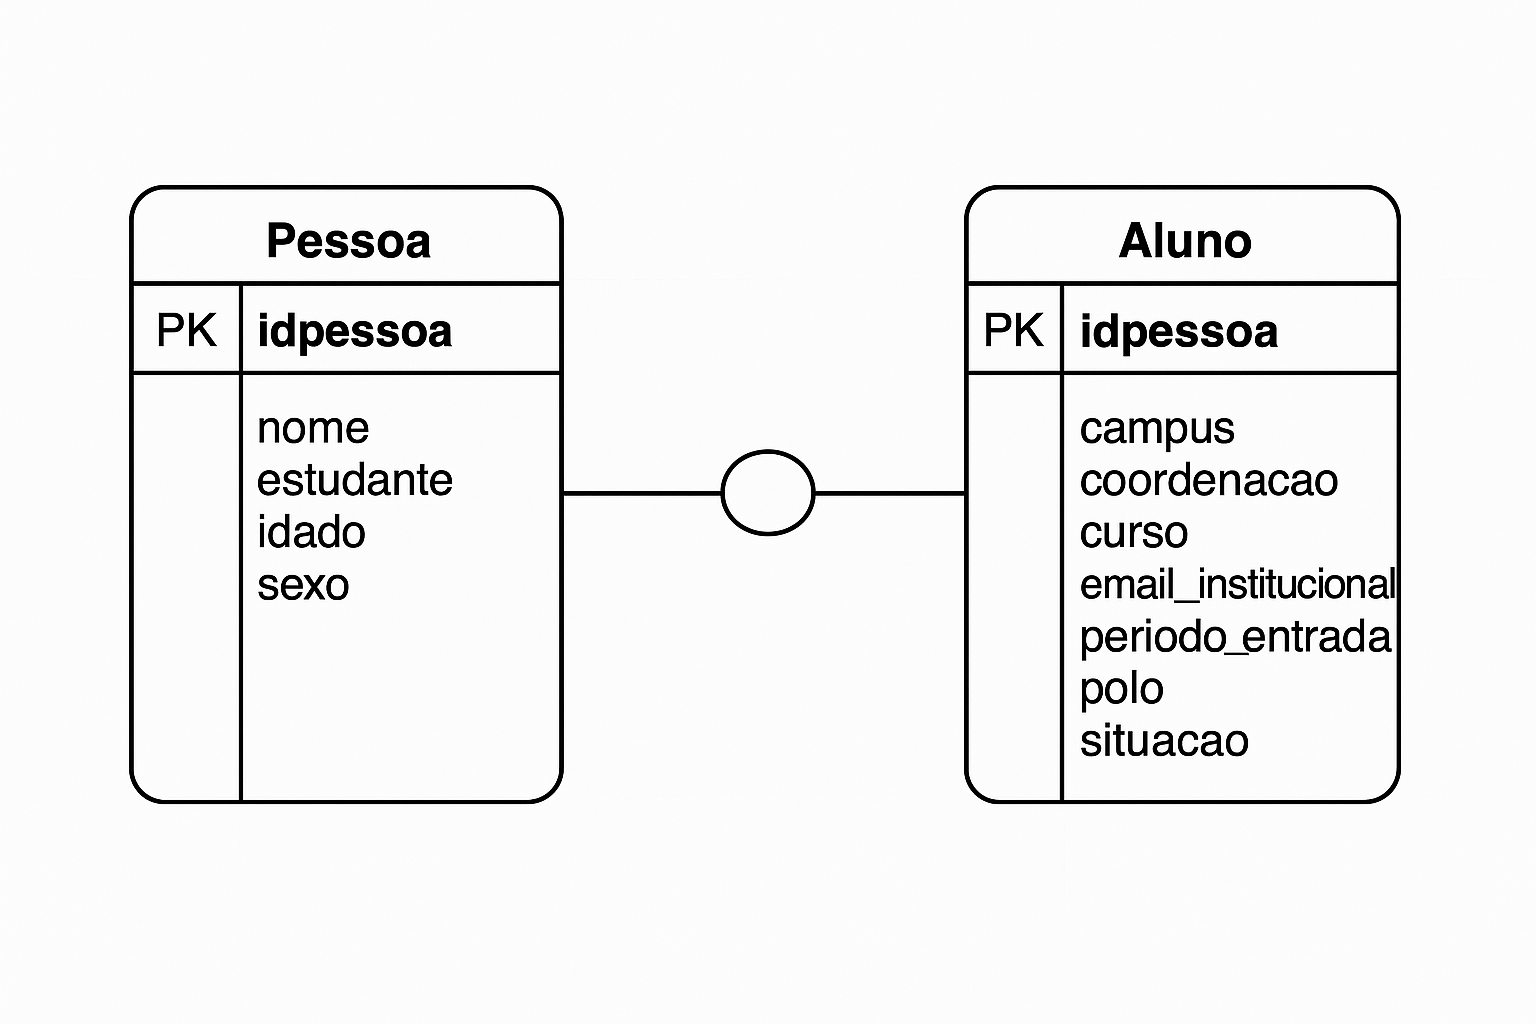 Pessoa
PK idpessoa
nome
estudante
idado
sexo
Aluno
PK idpessoa
campus
coordenacao
curso
email_institucional
periodo_entrada
polo
situacao